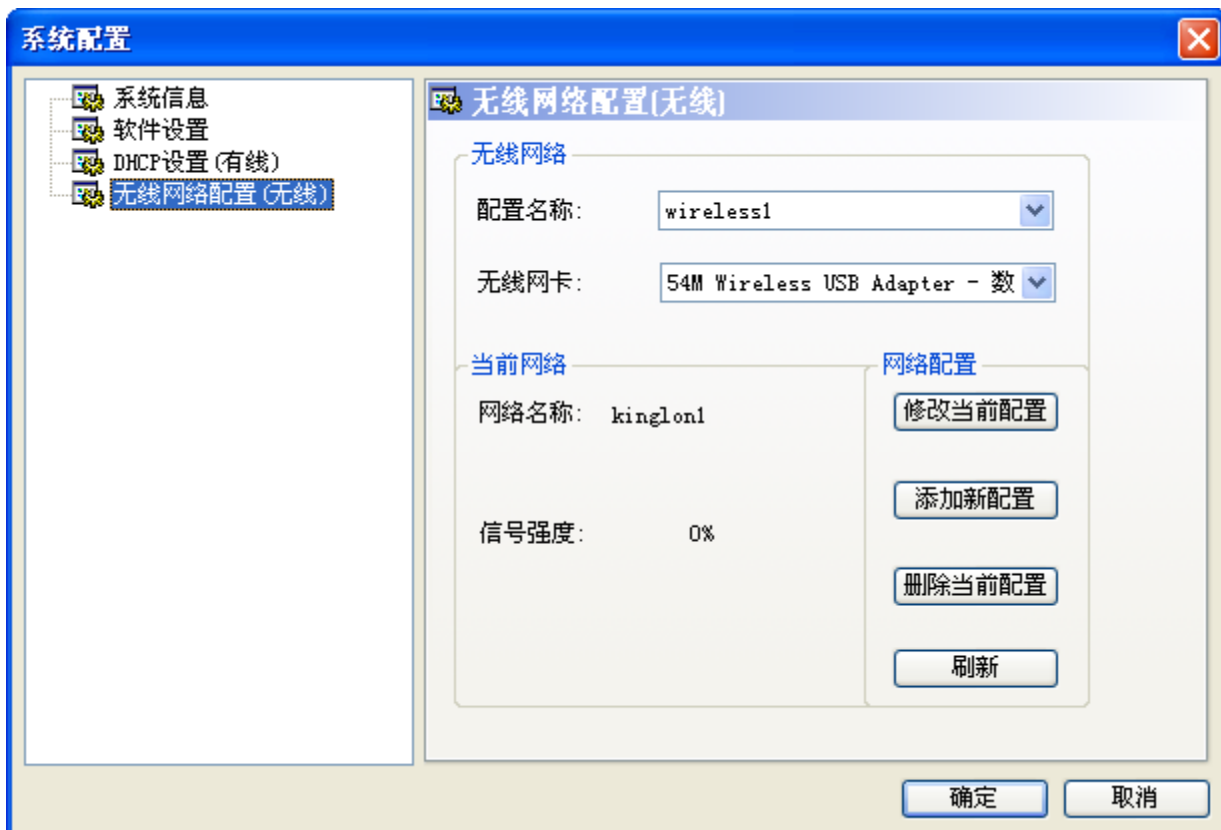 系统配置
系统信息
软件设置
DHCP设置(有线)
无线网络配置(无线)
无线网络配置(无线)
无线网络
配置名称: wireless1
无线网卡: 54M Wireless USB Adapter - 数
当前网络
网络名称: kinglon1
信号强度: 0%
网络配置
修改当前配置
添加新配置
删除当前配置
刷新
确定 取消